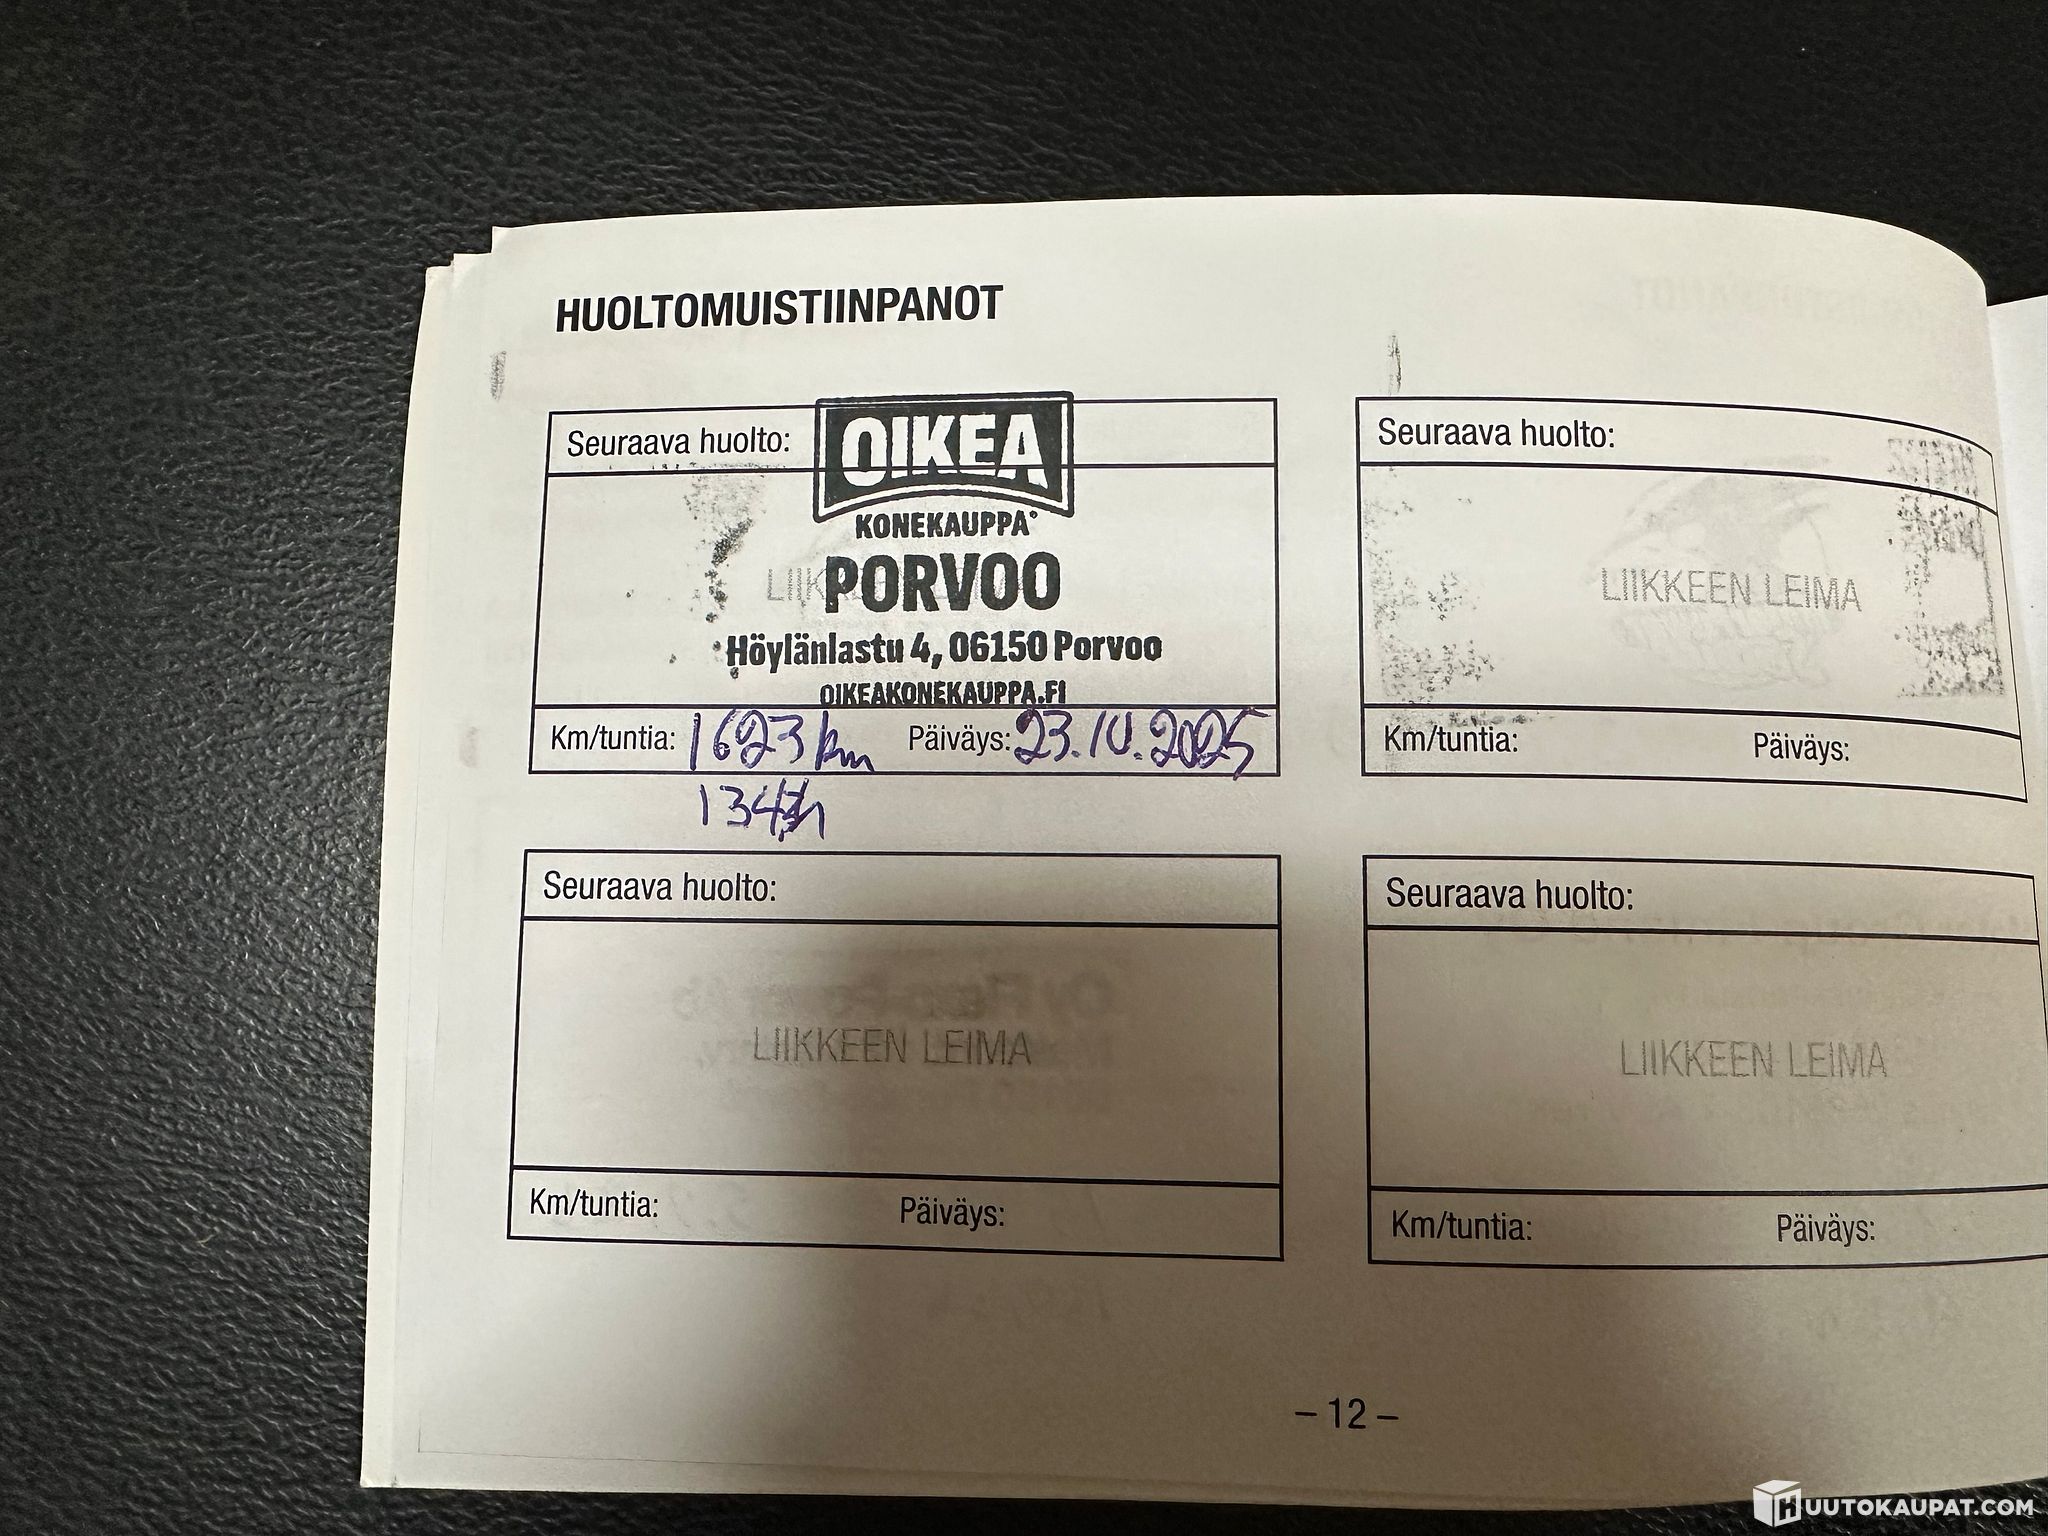 HUOLTOMUISTIINPANOT
Seuraava huolto:
OIKEA
KONEKAUPPA®
PORVOO
Höylänlastu 4, 06150 Porvoo
OIKEAKONEKAUPPA.FI
Km/tuntia: 1623 km Päiväys: 23.10.2025
Seuraava huolto:
LIIKKEEN LEIMA
Km/tuntia: Päiväys:
Seuraava huolto:
LIIKKEEN LEIMA
Km/tuntia: Päiväys:
Seuraava huolto:
LIIKKEEN LEIMA
Km/tuntia: Päiväys:
– 12 –
HUUTOKAUPAT.COM